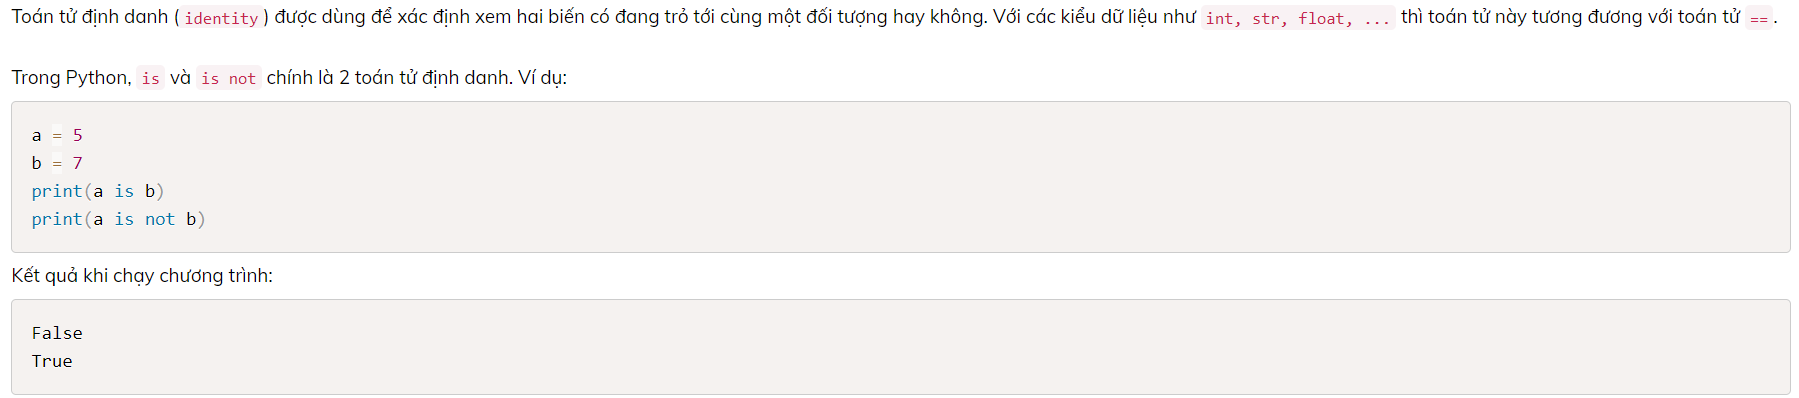 Toán tử định danh (identity) được dùng để xác định xem hai biến có đang trỏ tới cùng một đối tượng hay không. Với các kiểu dữ liệu như int, str, float, ... thì toán tử này tương đương với toán tử ==.
Trong Python, is và is not chính là 2 toán tử định danh. Ví dụ:
a = 5
b = 7
print(a is b)
print(a is not b)
Kết quả khi chạy chương trình:
False
True